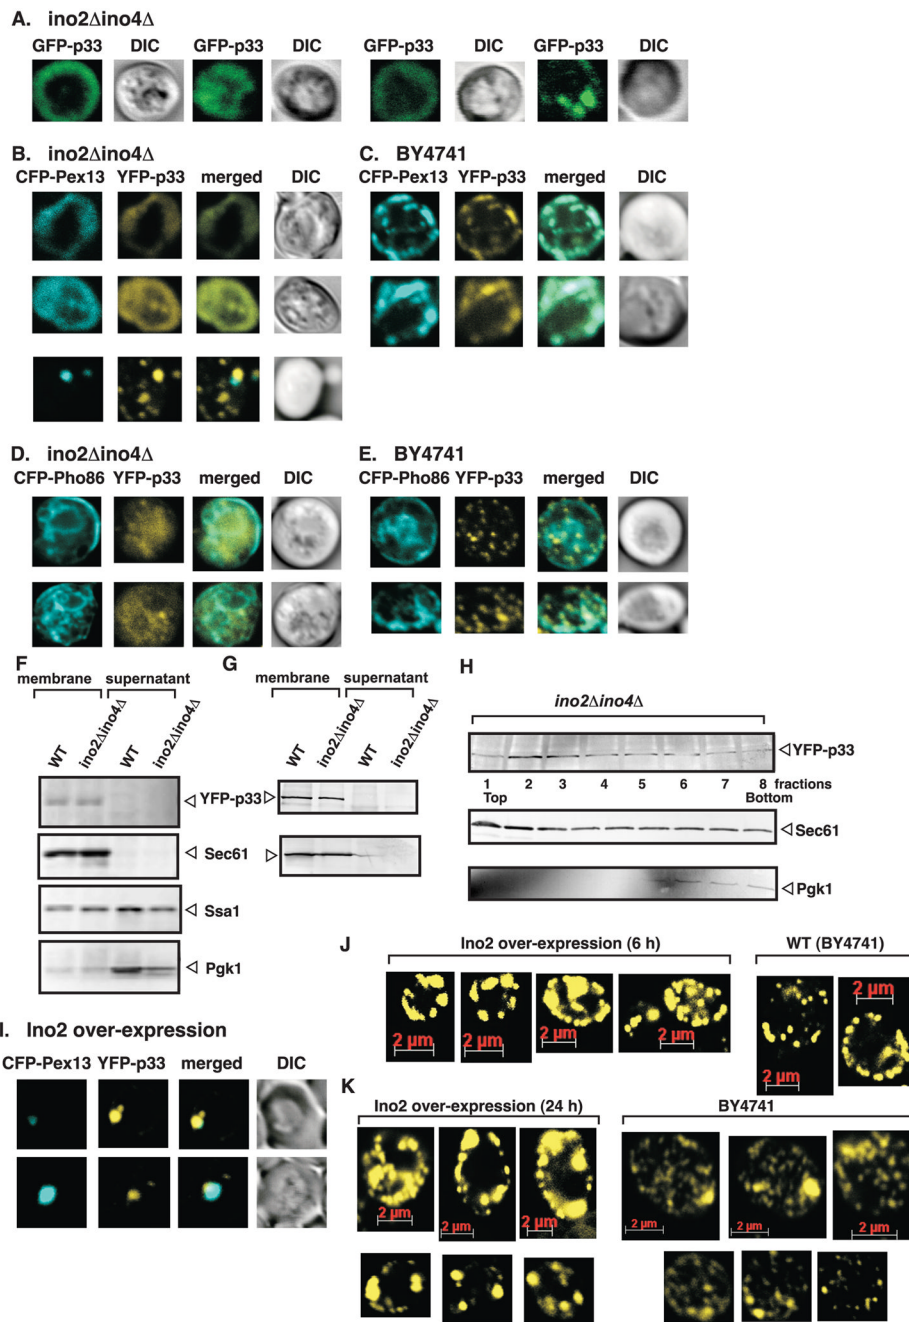 A. ino2Δino4Δ
GFP-p33 DIC GFP-p33 DIC GFP-p33 DIC GFP-p33 DIC
B. ino2Δino4Δ
CFP-Pex13 YFP-p33 merged DIC
C. BY4741
CFP-Pex13 YFP-p33 merged DIC
D. ino2Δino4Δ
CFP-Pho86 YFP-p33 merged DIC
E. BY4741
CFP-Pho86 YFP-p33 merged DIC
F
membrane supernatant
WT ino2Δino4Δ WT ino2Δino4Δ
YFP-p33
Sec61
Ssa1
Pgk1
G
membrane supernatant
WT ino2Δino4Δ WT ino2Δino4Δ
H
ino2Δino4Δ
YFP-p33
1 2 3 4 5 6 7 8 fractions
Top Bottom
Sec61
Pgk1
I. Ino2 over-expression
CFP-Pex13 YFP-p33 merged DIC
J
Ino2 over-expression (6 h) WT (BY4741)
2 µm 2 µm 2 µm 2 µm 2 µm 2 µm
K
Ino2 over-expression (24 h) BY4741
2 µm 2 µm 2 µm 2 µm 2 µm 2 µm